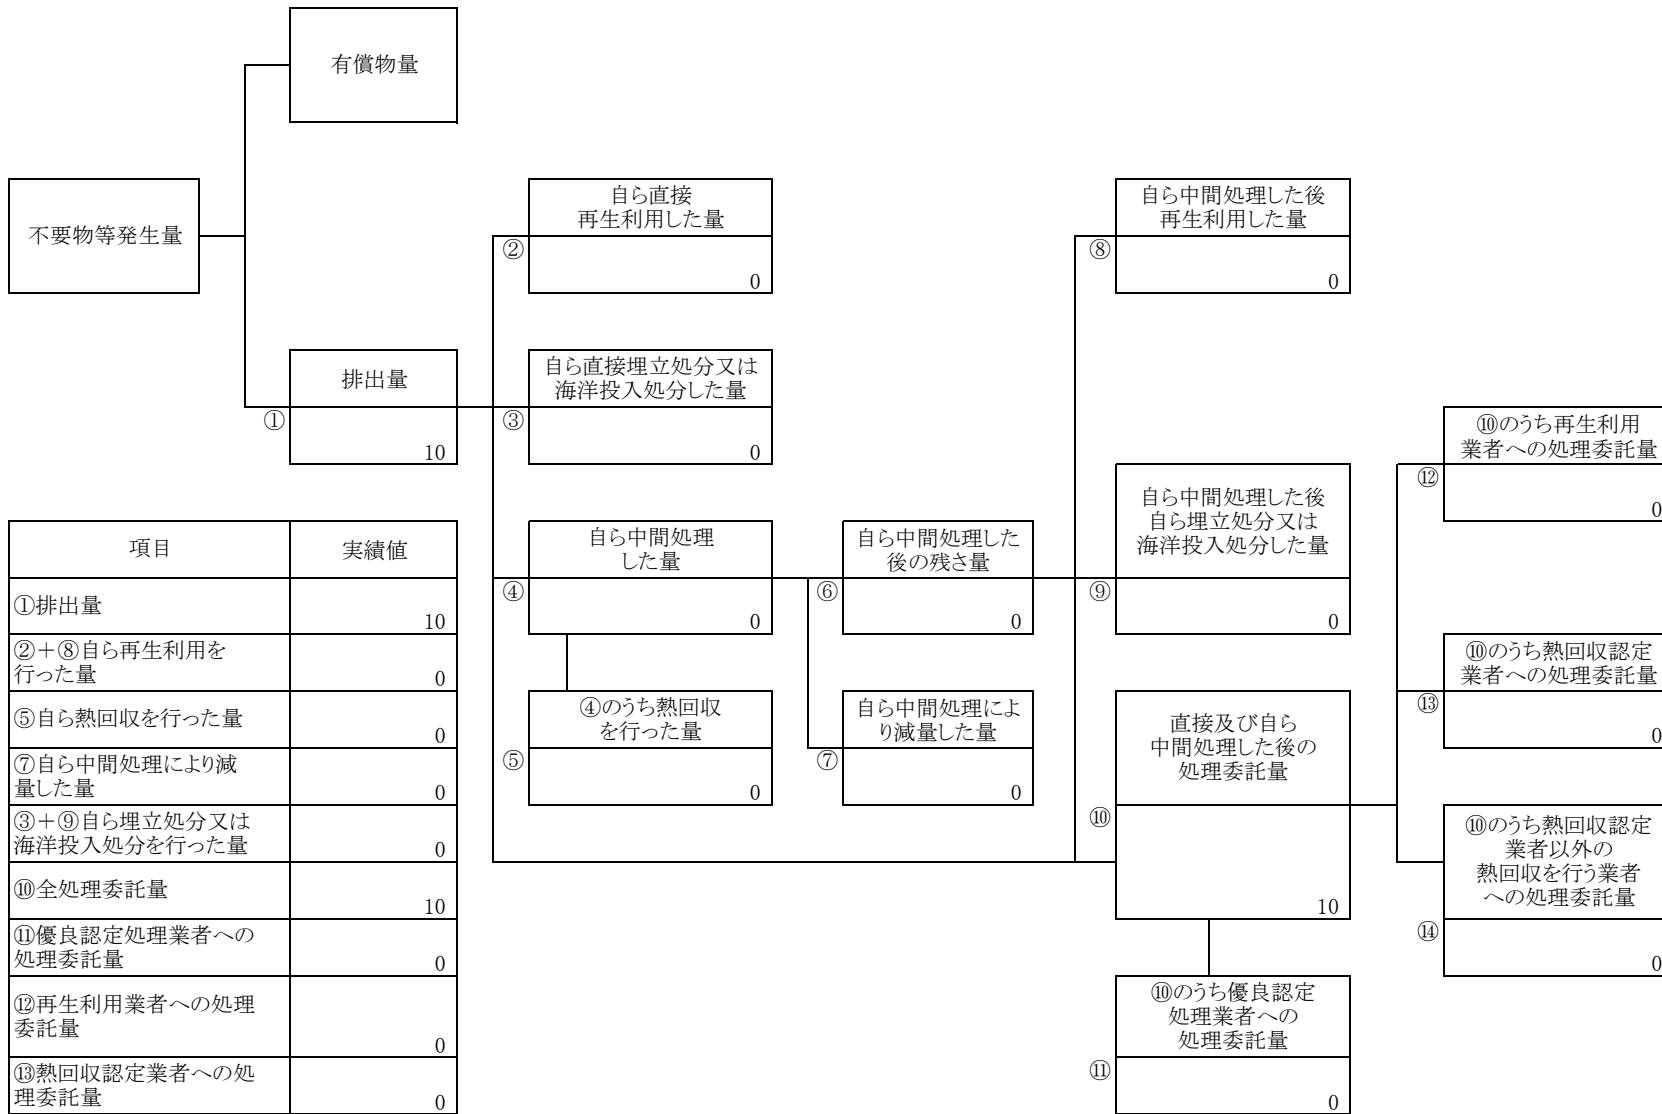 有償物量
不要物等発生量
自ら直接
再生利用した量
②
0
自ら中間処理した後
再生利用した量
⑧
0
排出量
①
10
自ら直接埋立処分又は
海洋投入処分した量
③
0
⑩のうち再生利用
業者への処理委託量
⑫
0
自ら中間処理
した量
④
0
自ら中間処理した
後の残さ量
⑥
0
自ら中間処理した後
自ら埋立処分又は
海洋投入処分した量
⑨
0
④のうち熱回収
を行った量
⑤
0
自ら中間処理によ
り減量した量
⑦
0
直接及び自ら
中間処理した後の
処理委託量
⑩
10
⑩のうち熱回収認定
業者への処理委託量
⑬
0
⑩のうち熱回収認定
業者以外の
熱回収を行う業者
への処理委託量
⑭
0
⑩のうち優良認定
処理業者への
処理委託量
⑪
0
項目 実績値
①排出量
10
②＋⑧自ら再生利用を
行った量 0
⑤自ら熱回収を行った量
0
⑦自ら中間処理により減
量した量 0
③＋⑨自ら埋立処分又は
海洋投入処分を行った量 0
⑩全処理委託量
10
⑪優良認定処理業者への
処理委託量 0
⑫再生利用業者への処理
委託量
0
⑬熱回収認定業者への処
理委託量 0